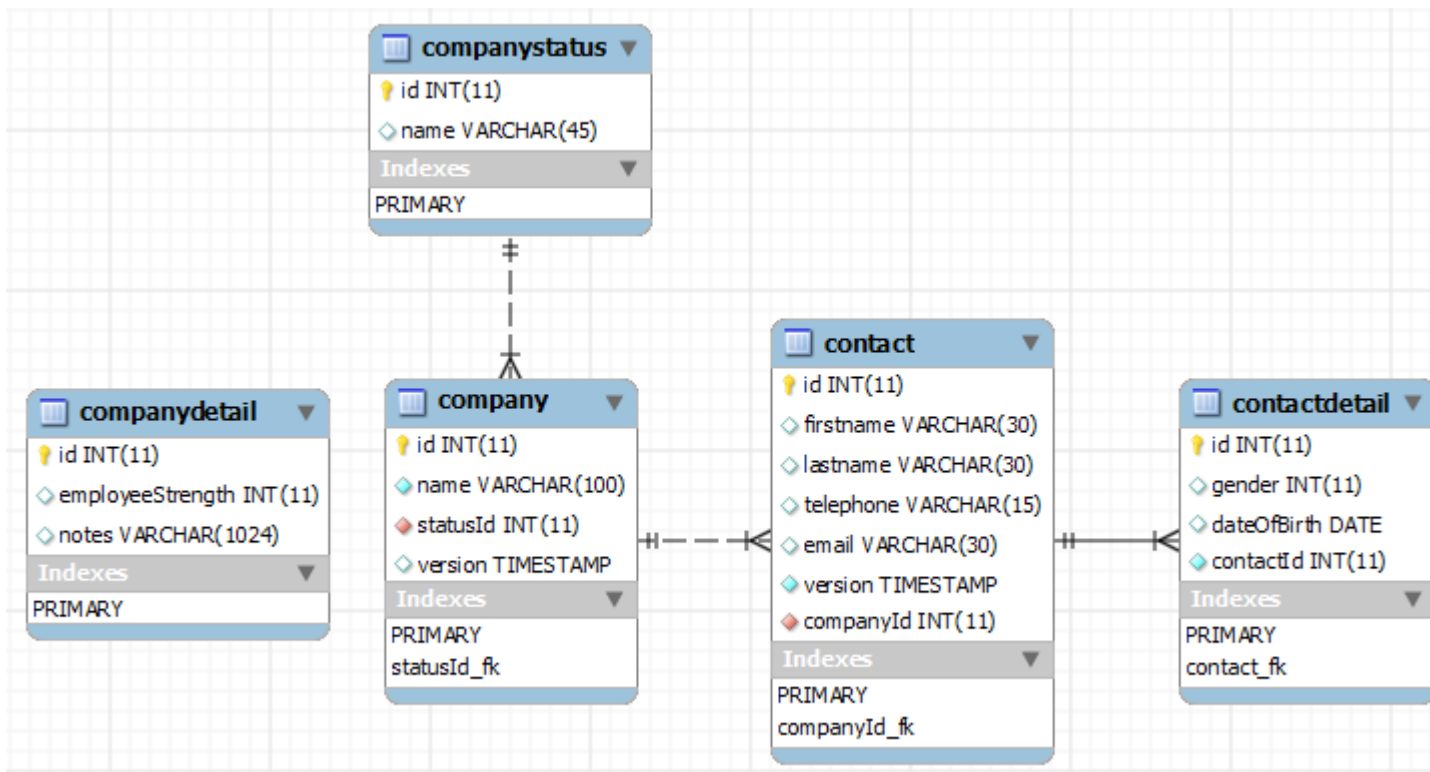 companystatus
id INT(11)
name VARCHAR(45)
Indexes
PRIMARY
companydetail
id INT(11)
employeeStrength INT(11)
notes VARCHAR(1024)
Indexes
PRIMARY
company
id INT(11)
name VARCHAR(100)
statusId INT(11)
version TIMESTAMP
Indexes
PRIMARY
statusId_fk
contact
id INT(11)
firstname VARCHAR(30)
lastname VARCHAR(30)
telephone VARCHAR(15)
email VARCHAR(30)
version TIMESTAMP
companyId INT(11)
Indexes
PRIMARY
companyId_fk
contactdetail
id INT(11)
gender INT(11)
dateOfBirth DATE
contactId INT(11)
Indexes
PRIMARY
contact_fk